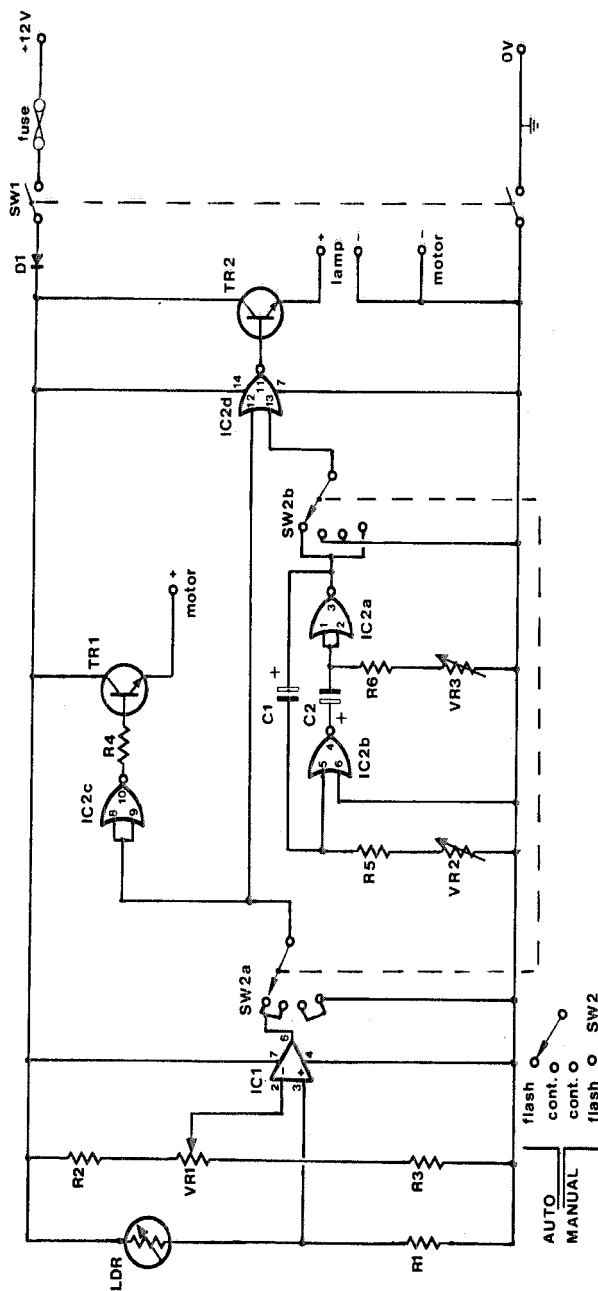 +12V
fuse
SW1
D1
0V
TR2
+
lamp
-
-
motor
14
12
11
13
7
IC2d
SW2b
TR1
+
motor
R4
IC2c
8
10
9
C1
+
C2
+
1
3
2
IC2a
R6
VR3
5
4
6
IC2b
R5
VR2
SW2a
IC1
7
2
-
6
3
+
4
R2
VR1
R3
LDR
R1
flash
cont.
cont.
flash
SW2
AUTO
MANUAL